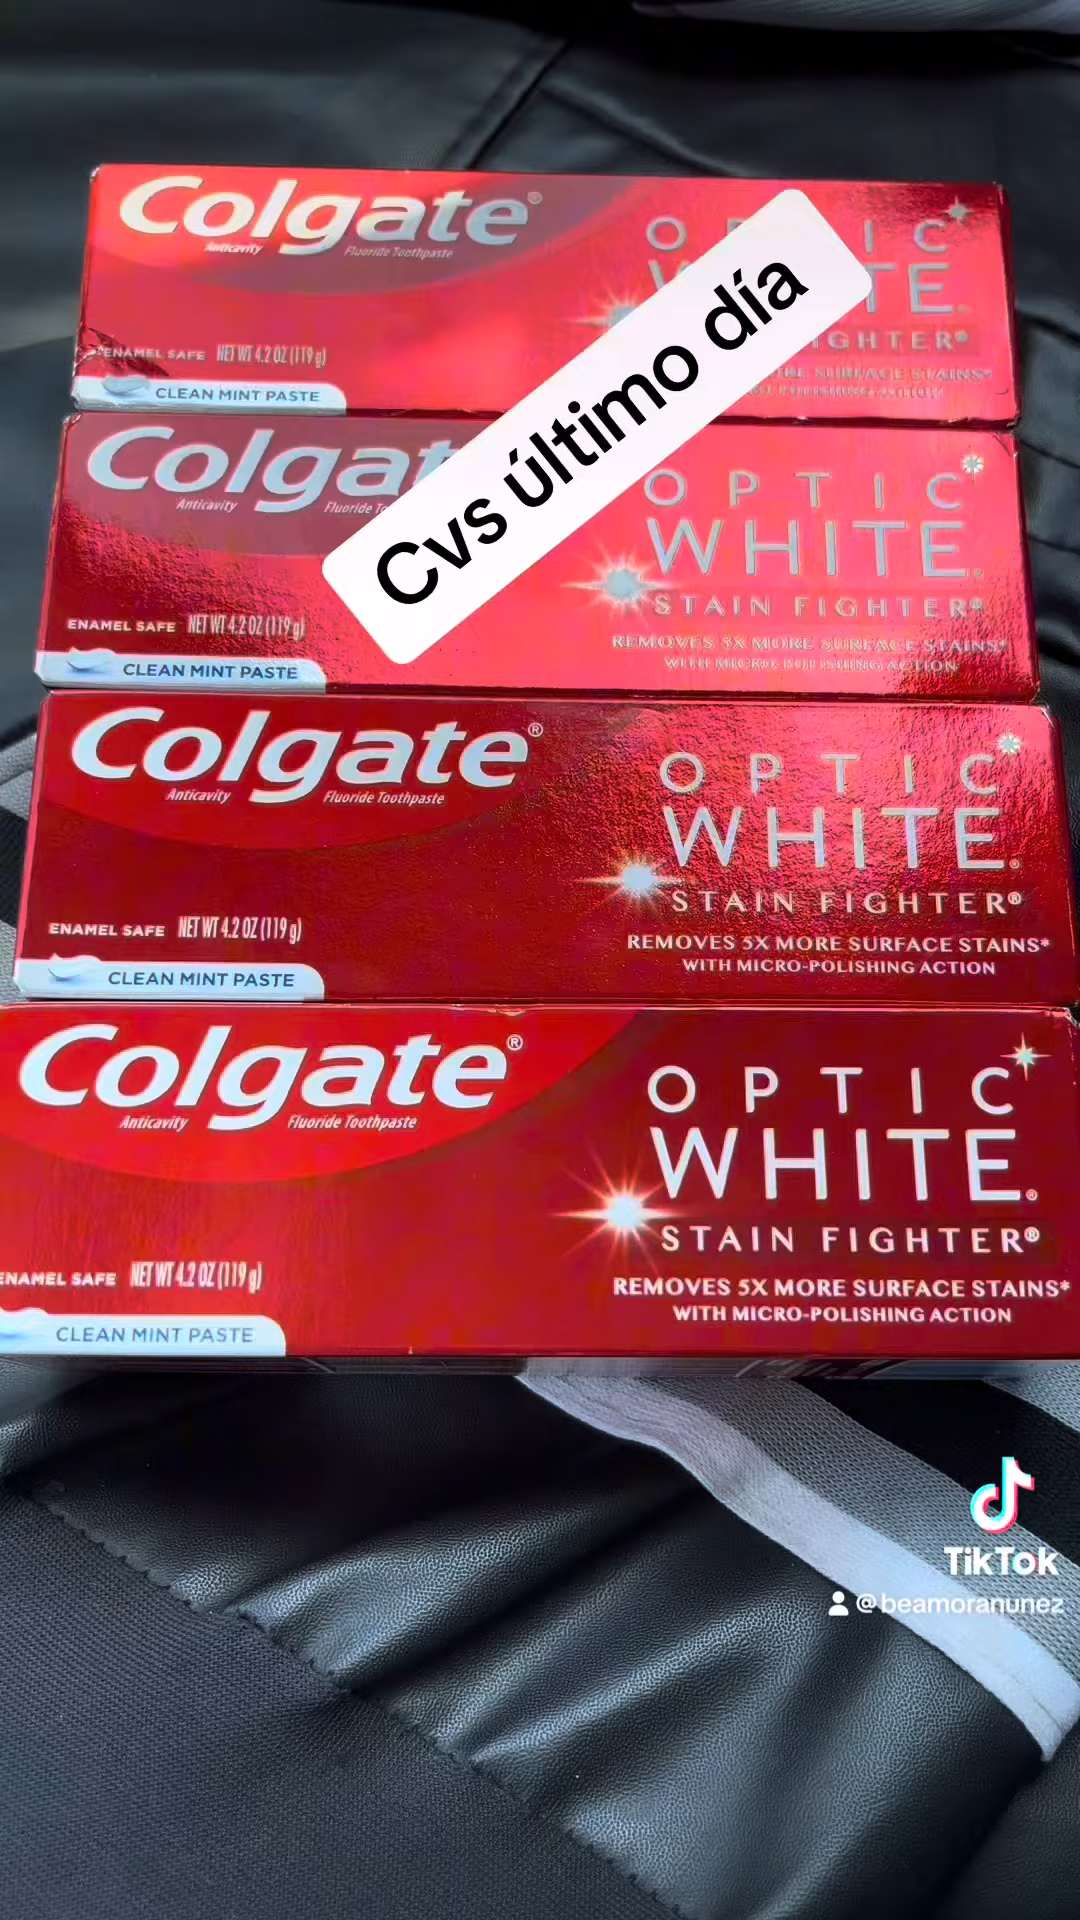 Colgate®
Anticavity Fluoride Toothpaste
ENAMEL SAFE NET WT 4.2 OZ (119 g)
CLEAN MINT PASTE
Cvs último día
Colgat
Anticavity
ENAMEL SAFE NET WT 4.2 OZ (119 g)
CLEAN MINT PASTE
OPTIC
WHITE®
STAIN FIGHTER®
REMOVES 5X MORE SURFACE STAINS*
WITH MICRO-POLISHING ACTION
Colgate®
Anticavity Fluoride Toothpaste
ENAMEL SAFE NET WT 4.2 OZ (119 g)
CLEAN MINT PASTE
OPTIC
WHITE®
STAIN FIGHTER®
REMOVES 5X MORE SURFACE STAINS*
WITH MICRO-POLISHING ACTION
Colgate®
Anticavity Fluoride Toothpaste
ENAMEL SAFE NET WT 4.2 OZ (119 g)
CLEAN MINT PASTE
OPTIC
WHITE®
STAIN FIGHTER®
REMOVES 5X MORE SURFACE STAINS*
WITH MICRO-POLISHING ACTION
TikTok
@beamoranunez